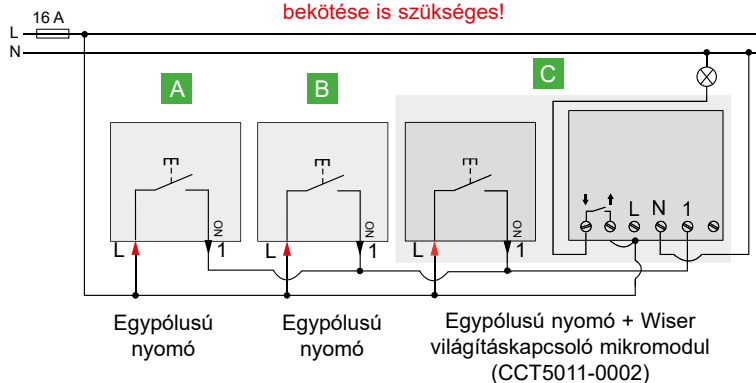 bekötése is szükséges!
16 A
L
N
A
B
C
L N 1
NO
NO
NO
L 1
L 1
L 1
Egypólusú
nyomó
Egypólusú
nyomó
Egypólusú nyomó + Wiser
világításkapcsoló mikromodul
(CCT5011-0002)